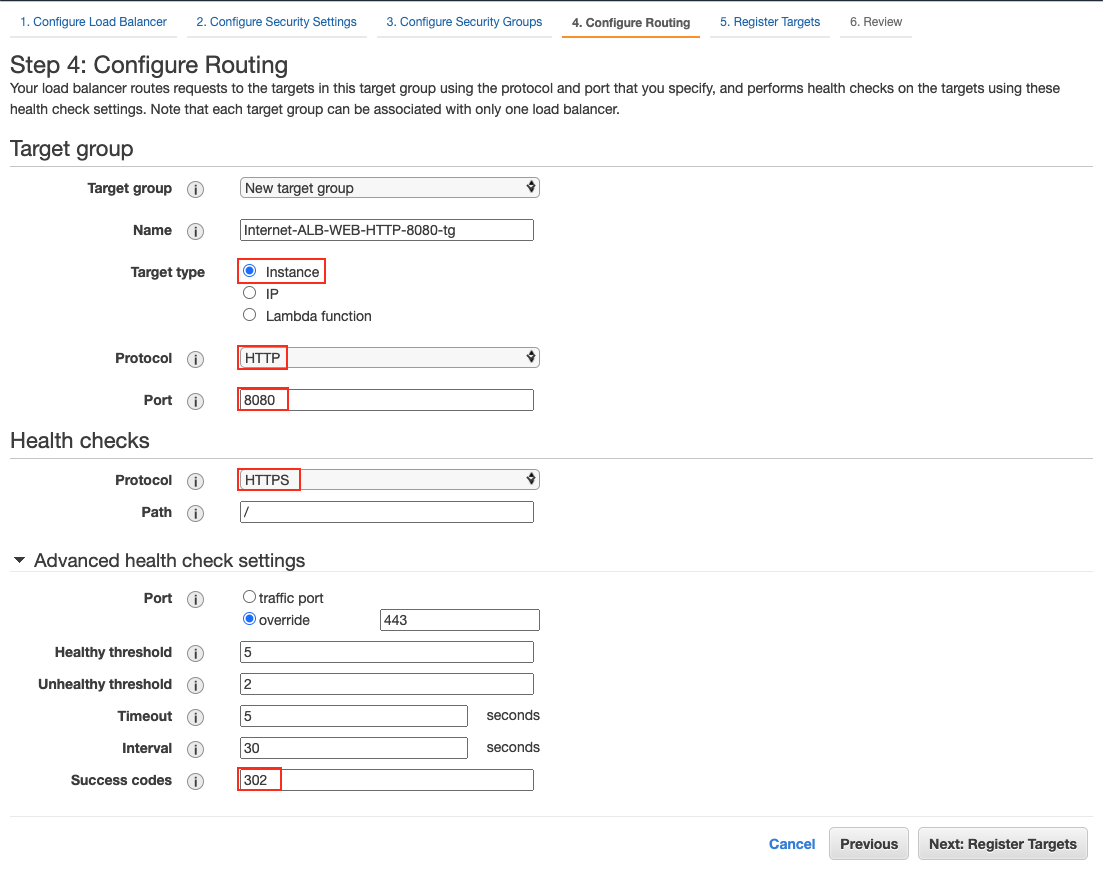 1. Configure Load Balancer 2. Configure Security Settings 3. Configure Security Groups 4. Configure Routing 5. Register Targets 6. Review
Step 4: Configure Routing
Your load balancer routes requests to the targets in this target group using the protocol and port that you specify, and performs health checks on the targets using these
health check settings. Note that each target group can be associated with only one load balancer.
Target group
Target group i New target group
Name i Internet-ALB-WEB-HTTP-8080-tg
Target type Instance
IP
Lambda function
Protocol i HTTP
Port i 8080
Health checks
Protocol i HTTPS
Path i /
Advanced health check settings
Port i traffic port
override 443
Healthy threshold i 5
Unhealthy threshold i 2
Timeout i 5 seconds
Interval i 30 seconds
Success codes i 302
Cancel Previous Next: Register Targets